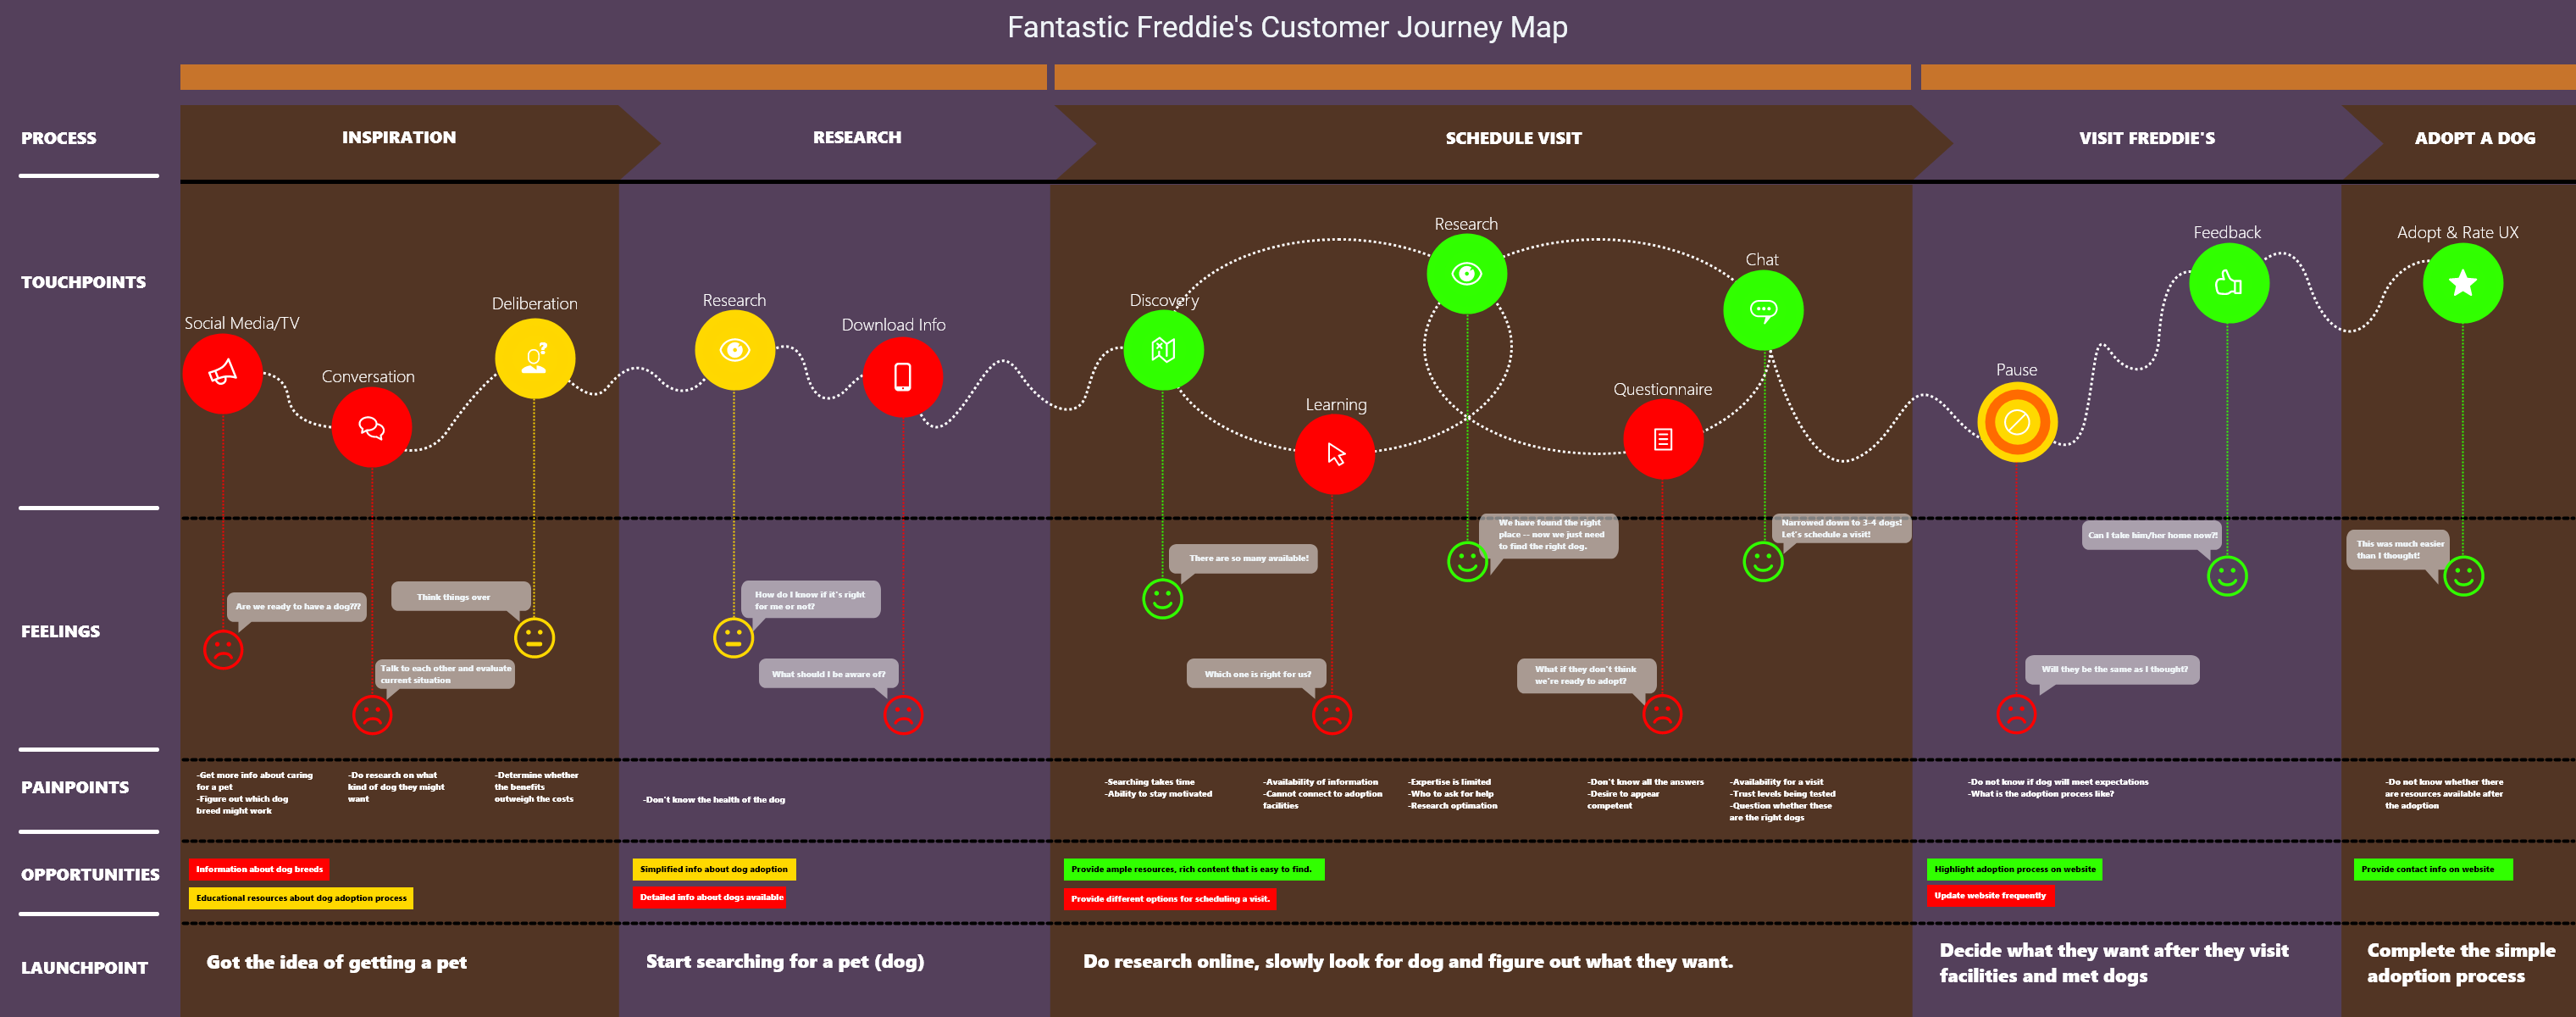 Fantastic Freddie's Customer Journey Map
PROCESS
INSPIRATION
RESEARCH
SCHEDULE VISIT
VISIT FREDDIE'S
ADOPT A DOG
TOUCHPOINTS
Social Media/TV
Conversation
Deliberation
Research
Download Info
Discovery
Learning
Research
Questionnaire
Chat
Pause
Feedback
Adopt & Rate UX
FEELINGS
Are we ready to have a dog???
Talk to each other and evaluate
current situation
Think things over
How do I know if it's right
for me or not?
What should I be aware of?
There are so many available!
Which one is right for us?
We have found the right
place -- now we just need
to find the right dog.
What if they don't think
we're ready to adopt?
Narrowed down to 3-4 dogs!
Let's schedule a visit!
Will they be the same as I thought?
Can I take him/her home now?!
This was much easier
than I thought!
PAINPOINTS
-Get more info about caring
for a pet
-Figure out which dog
breed might work
-Do research on what
kind of dog they might
want
-Determine whether
the benefits
outweigh the costs
-Don't know the health of the dog
-Searching takes time
-Ability to stay motivated
-Availability of information
-Cannot connect to adoption
facilities
-Expertise is limited
-Who to ask for help
-Research optimation
-Don't know all the answers
-Desire to appear
competent
-Availability for a visit
-Trust levels being tested
-Question whether these
are the right dogs
-Do not know if dog will meet expectations
-What is the adoption process like?
-Do not know whether there
are resources available after
the adoption
OPPORTUNITIES
Information about dog breeds
Educational resources about dog adoption process
Simplified info about dog adoption
Detailed info about dogs available
Provide ample resources, rich content that is easy to find.
Provide different options for scheduling a visit.
Highlight adoption process on website
Update website frequently
Provide contact info on website
LAUNCHPOINT
Got the idea of getting a pet
Start searching for a pet (dog)
Do research online, slowly look for dog and figure out what they want.
Decide what they want after they visit
facilities and met dogs
Complete the simple
adoption process